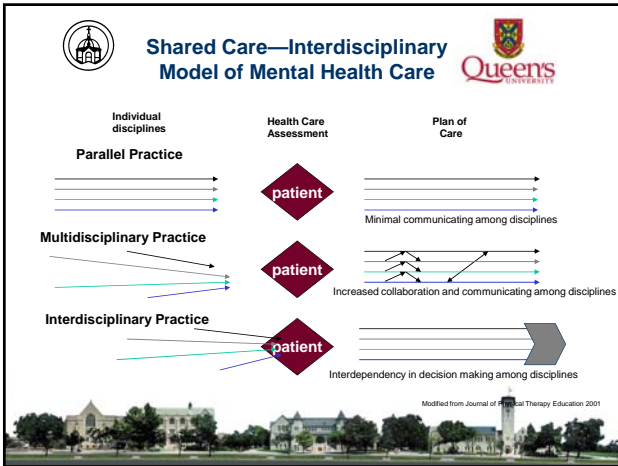 Shared Care—Interdisciplinary
Model of Mental Health Care
Queen's
UNIVERSITY
Individual
disciplines
Health Care
Assessment
Plan of
Care
Parallel Practice
patient
Minimal communicating among disciplines
Multidisciplinary Practice
patient
Increased collaboration and communicating among disciplines
Interdisciplinary Practice
patient
Interdependency in decision making among disciplines
Modified from Journal of Physical Therapy Education 2001